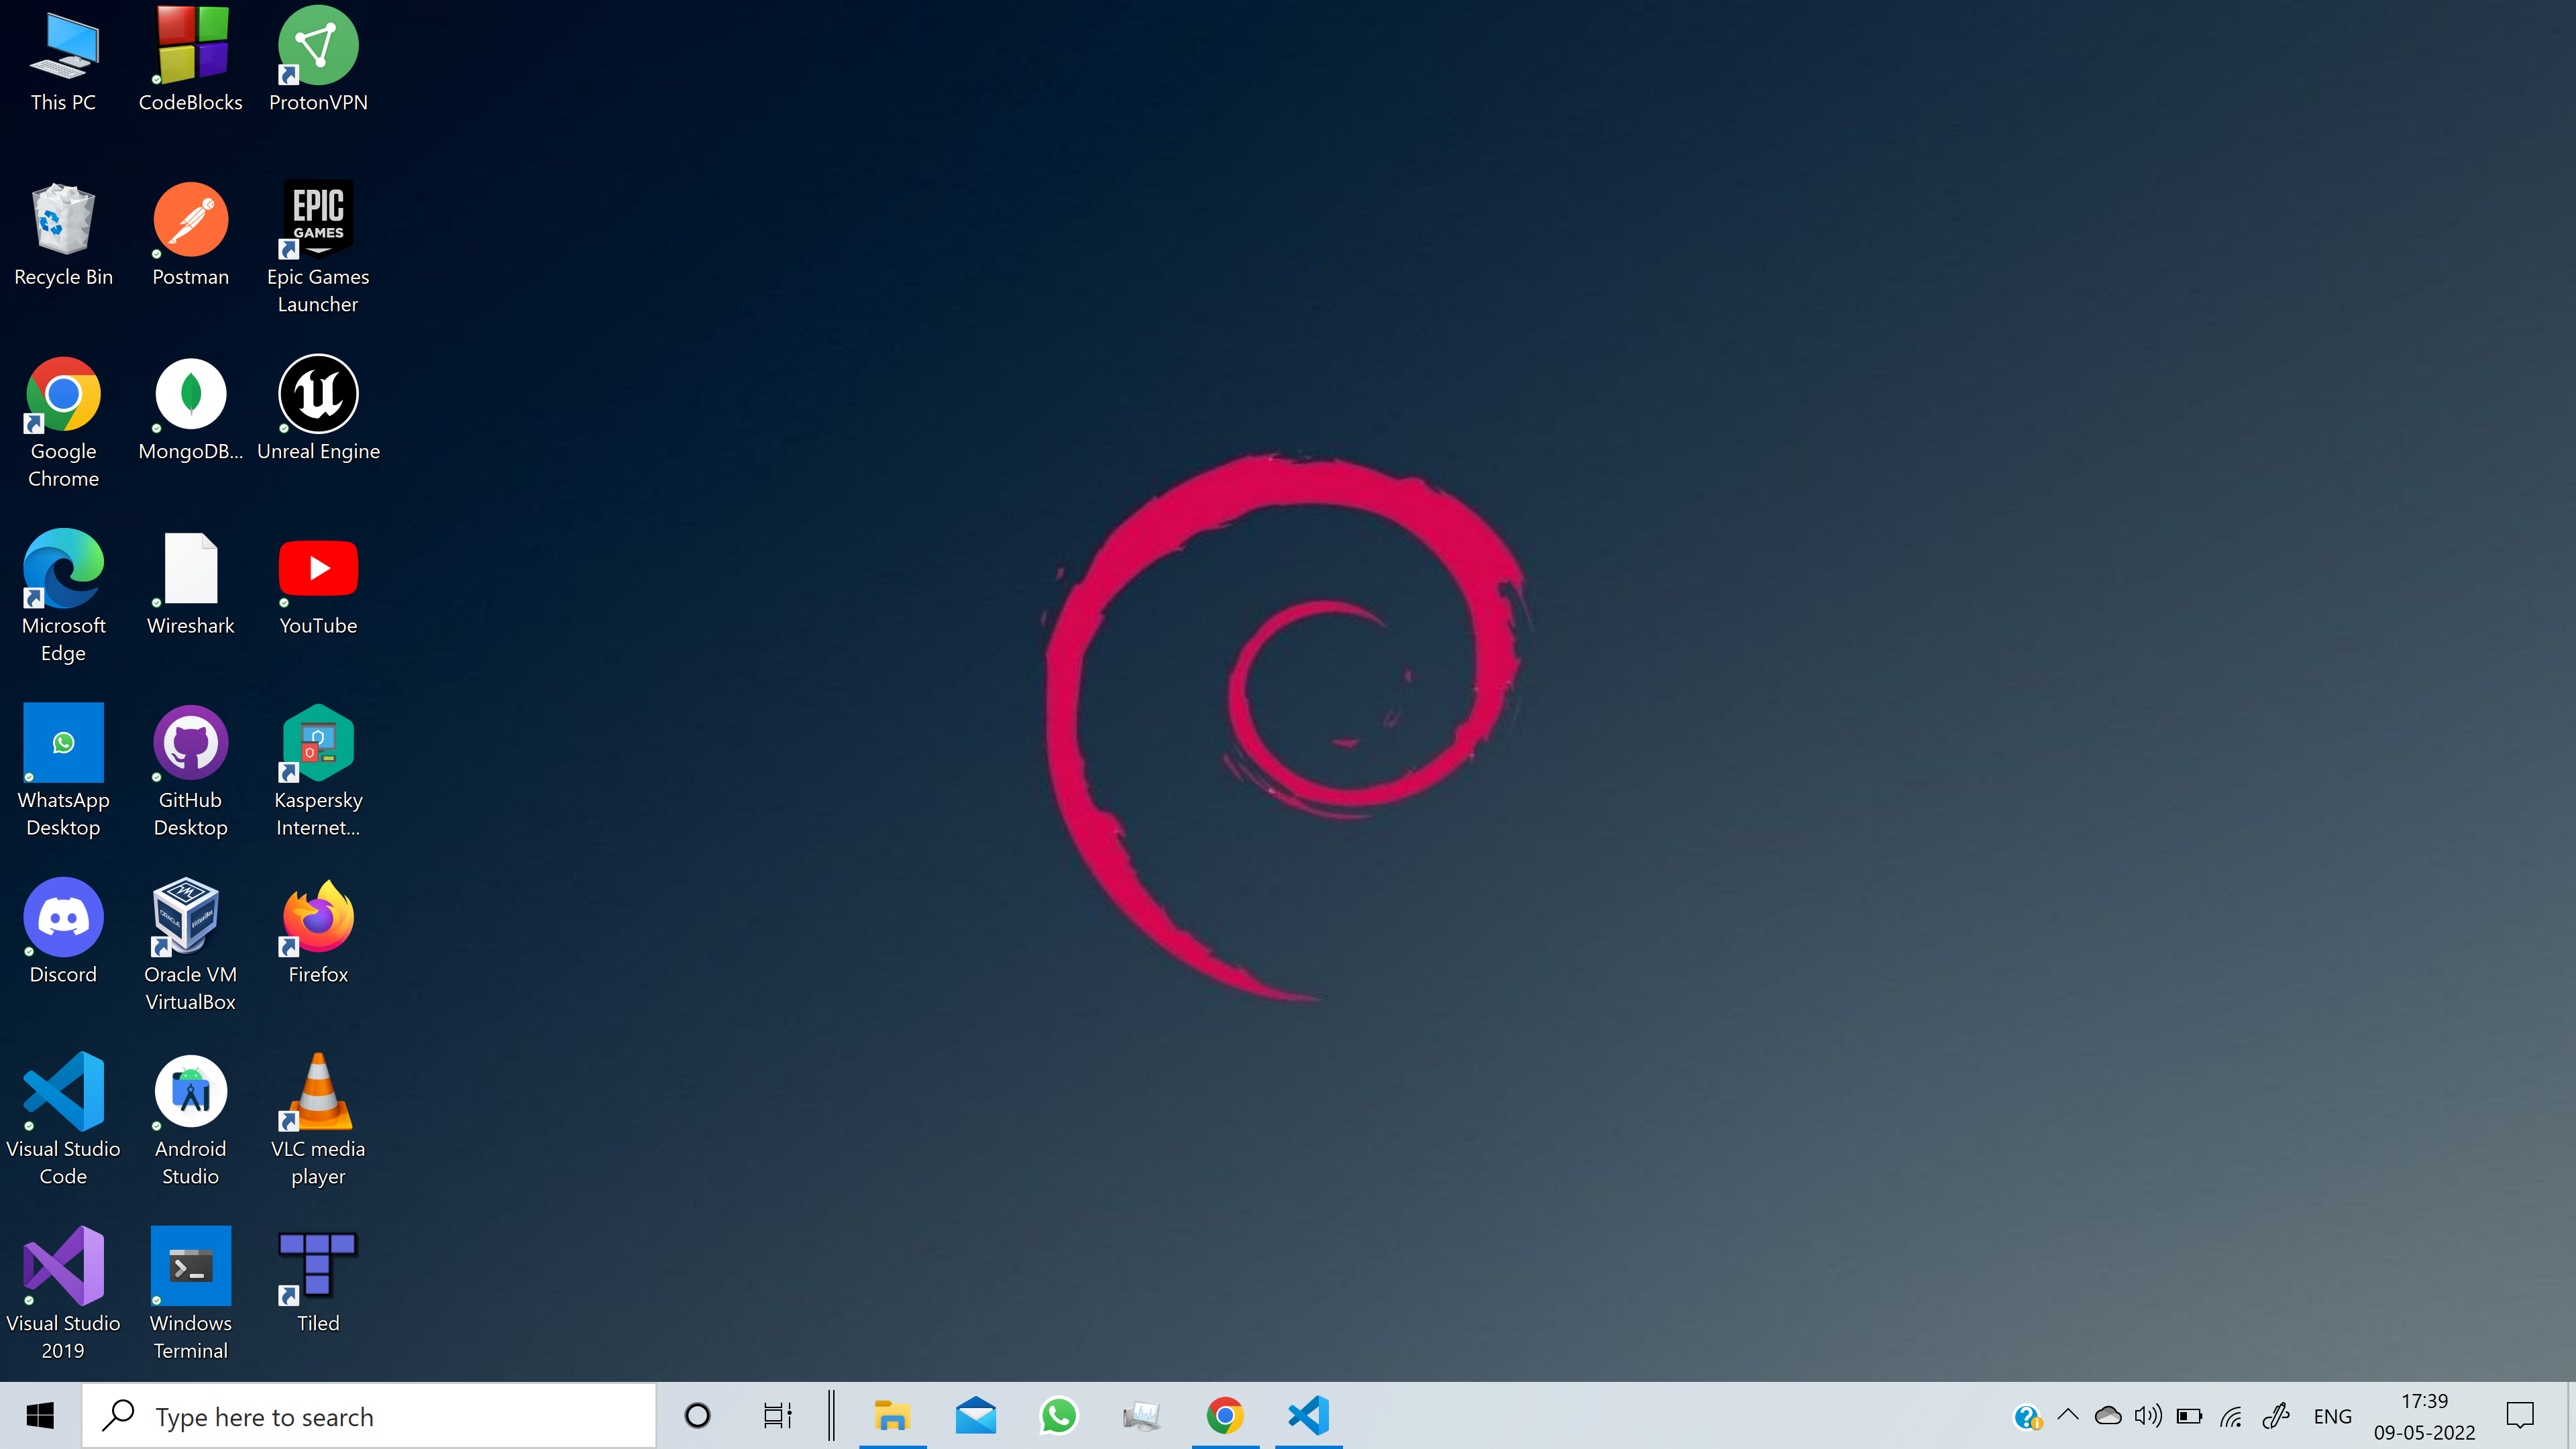 This PC
CodeBlocks
ProtonVPN
Recycle Bin
Postman
EPIC
GAMES
Epic Games
Launcher
Google
Chrome
MongoDB...
Unreal Engine
Microsoft
Edge
Wireshark
YouTube
WhatsApp
Desktop
GitHub
Desktop
Kaspersky
Internet...
Discord
Oracle VM
VirtualBox
Firefox
Visual Studio
Code
Android
Studio
VLC media
player
Visual Studio
2019
Windows
Terminal
Tiled
Type here to search
ENG
17:39
09-05-2022